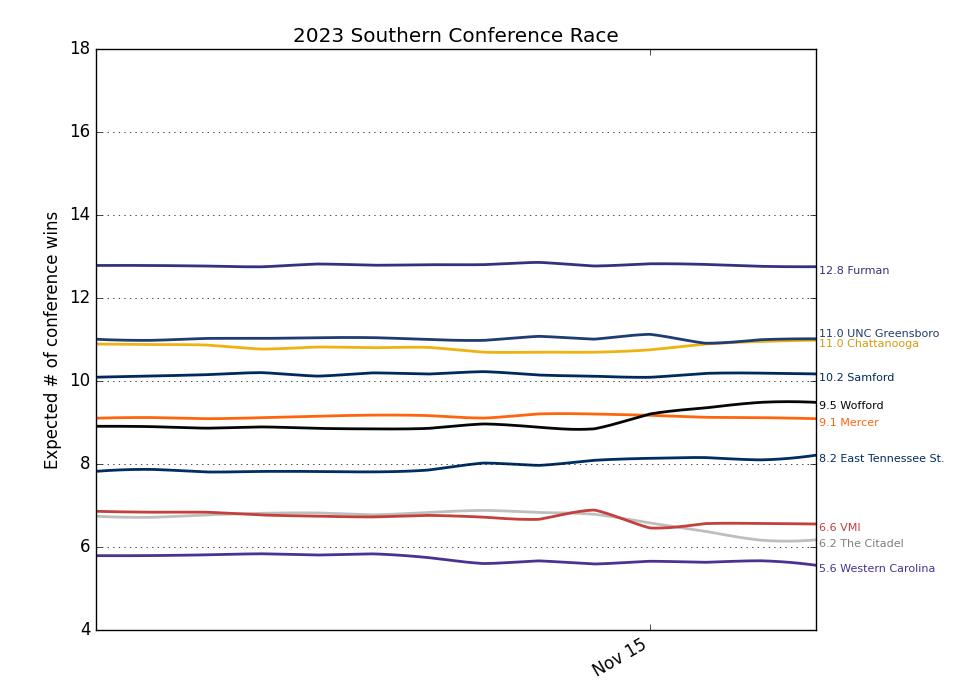 2023 Southern Conference Race
Expected # of conference wins
18
16
14
12
10
8
6
4
12.8 Furman
11.0 UNC Greensboro
11.0 Chattanooga
10.2 Samford
9.5 Wofford
9.1 Mercer
8.2 East Tennessee St.
6.6 VMI
6.2 The Citadel
5.6 Western Carolina
Nov 15